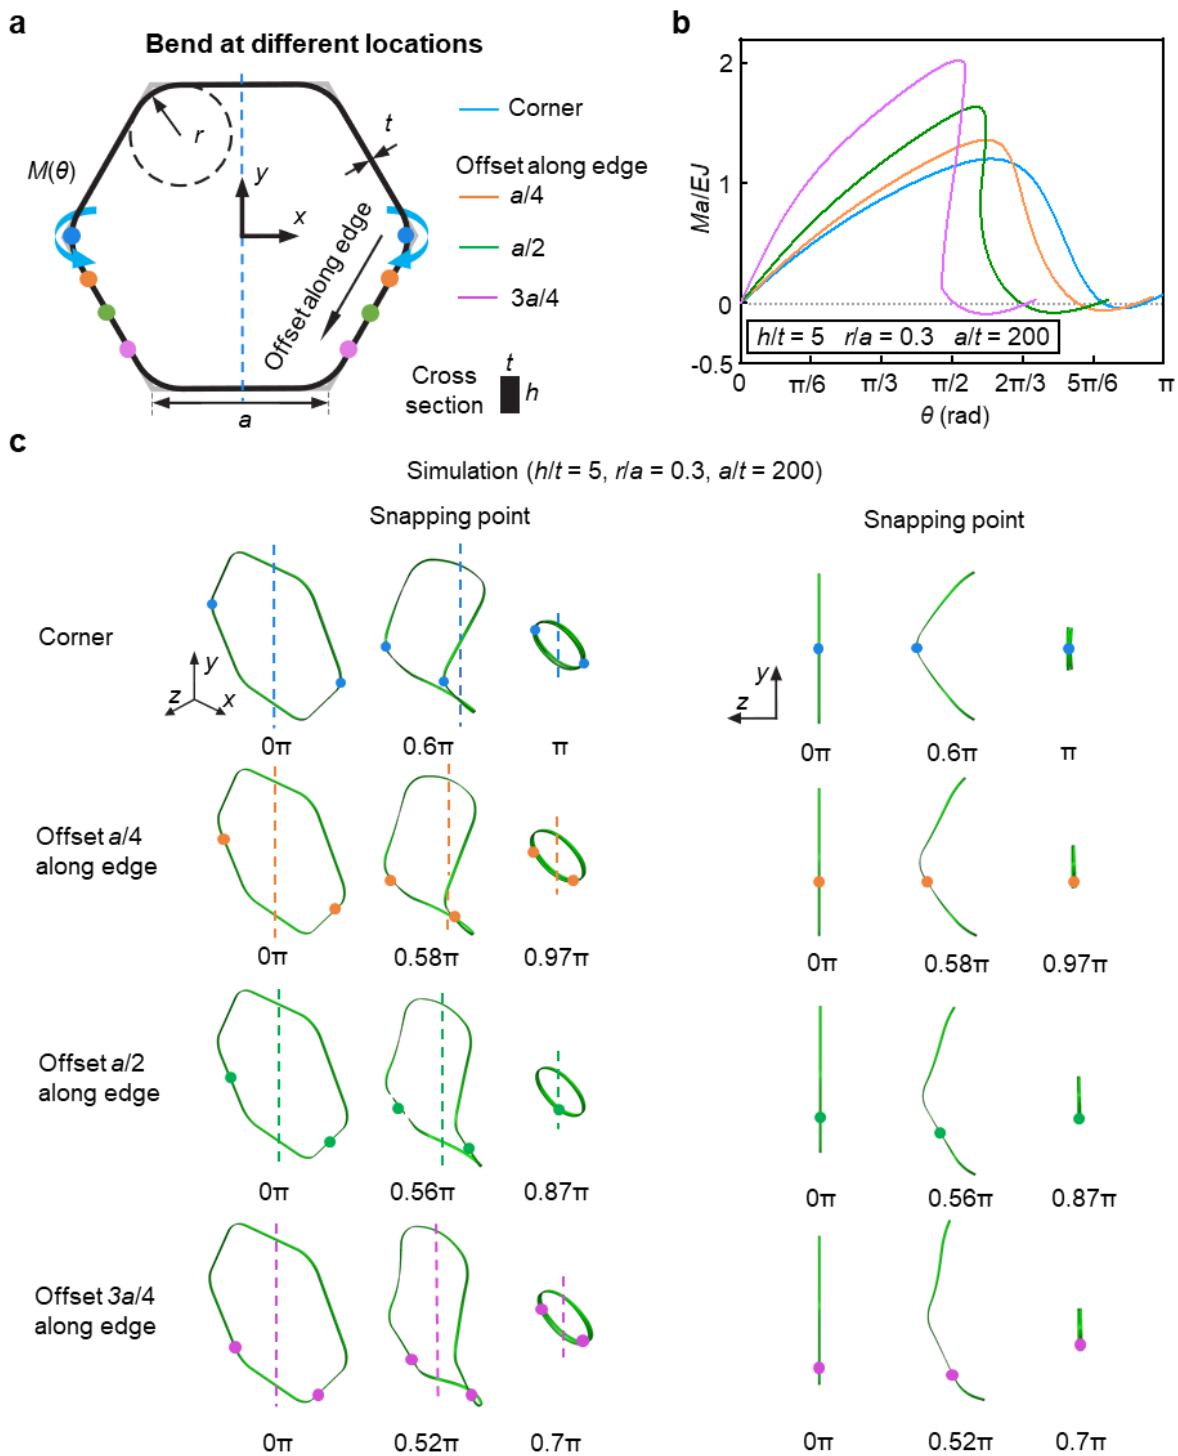 a
Bend at different locations
r
t
M(θ)
y
x
Offset along edge
a
Corner
Offset along edge
a/4
a/2
3a/4
Cross
section
t
h
b
Ma/EJ
2
1
0
-0.5
h/t = 5 r/a = 0.3 a/t = 200
0 π/6 π/3 π/2 2π/3 5π/6 π
θ (rad)
c
Simulation (h/t = 5, r/a = 0.3, a/t = 200)
Snapping point
Snapping point
Corner
y
z
x
y
z
0π 0.6π π
0π 0.6π π
Offset a/4
along edge
0π 0.58π 0.97π
0π 0.58π 0.97π
Offset a/2
along edge
0π 0.56π 0.87π
0π 0.56π 0.87π
Offset 3a/4
along edge
0π 0.52π 0.7π
0π 0.52π 0.7π